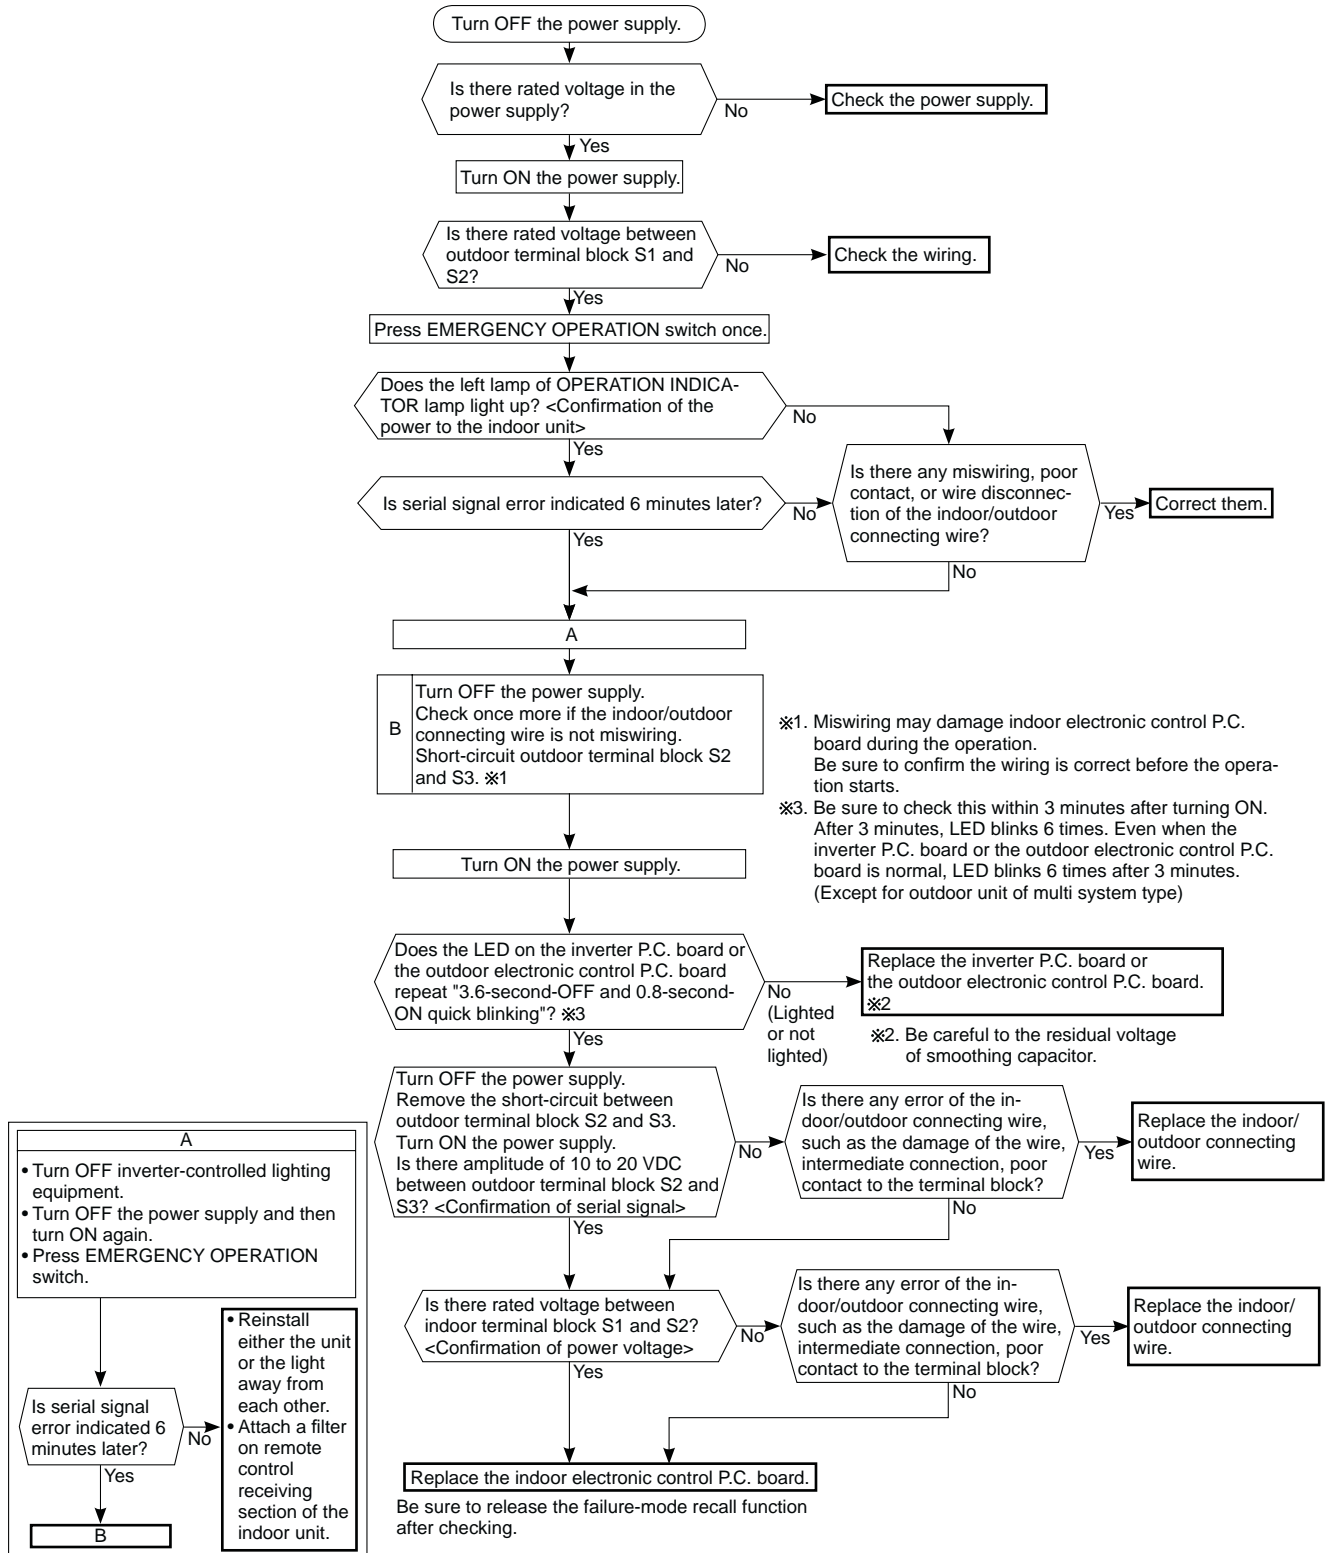 Turn OFF the power supply.
Is there rated voltage in the
power supply?
No
Check the power supply.
Yes
Turn ON the power supply.
Is there rated voltage between
outdoor terminal block S1 and
S2?
No
Check the wiring.
Yes
Press EMERGENCY OPERATION switch once.
Does the left lamp of OPERATION INDICA-
TOR lamp light up? <Confirmation of the
power to the indoor unit>
No
Yes
Is serial signal error indicated 6 minutes later?
No
Is there any miswiring, poor
contact, or wire disconnec-
tion of the indoor/outdoor
connecting wire?
Yes
Correct them.
Yes
No
A
B
Turn OFF the power supply.
Check once more if the indoor/outdoor
connecting wire is not miswiring.
Short-circuit outdoor terminal block S2
and S3. ※1
※1. Miswiring may damage indoor electronic control P.C.
board during the operation.
Be sure to confirm the wiring is correct before the opera-
tion starts.
※3. Be sure to check this within 3 minutes after turning ON.
After 3 minutes, LED blinks 6 times. Even when the
inverter P.C. board or the outdoor electronic control P.C.
board is normal, LED blinks 6 times after 3 minutes.
(Except for outdoor unit of multi system type)
Turn ON the power supply.
Does the LED on the inverter P.C. board or
the outdoor electronic control P.C. board
repeat "3.6-second-OFF and 0.8-second-
ON quick blinking"? ※3
No
(Lighted
or not
lighted)
Replace the inverter P.C. board or
the outdoor electronic control P.C. board.
※2
※2. Be careful to the residual voltage
of smoothing capacitor.
Yes
Turn OFF the power supply.
Remove the short-circuit between
outdoor terminal block S2 and S3.
Turn ON the power supply.
Is there amplitude of 10 to 20 VDC
between outdoor terminal block S2 and
S3? <Confirmation of serial signal>
No
Is there any error of the in-
door/outdoor connecting wire,
such as the damage of the wire,
intermediate connection, poor
contact to the terminal block?
Yes
Replace the indoor/
outdoor connecting
wire.
Yes
No
Is there rated voltage between
indoor terminal block S1 and S2?
<Confirmation of power voltage>
No
Is there any error of the in-
door/outdoor connecting wire,
such as the damage of the wire,
intermediate connection, poor
contact to the terminal block?
Yes
Replace the indoor/
outdoor connecting
wire.
Yes
No
Replace the indoor electronic control P.C. board.
Be sure to release the failure-mode recall function
after checking.
A
• Turn OFF inverter-controlled lighting
equipment.
• Turn OFF the power supply and then
turn ON again.
• Press EMERGENCY OPERATION
switch.
Is serial signal
error indicated 6
minutes later?
No
• Reinstall
either the unit
or the light
away from
each other.
• Attach a filter
on remote
control
receiving
section of the
indoor unit.
Yes
B